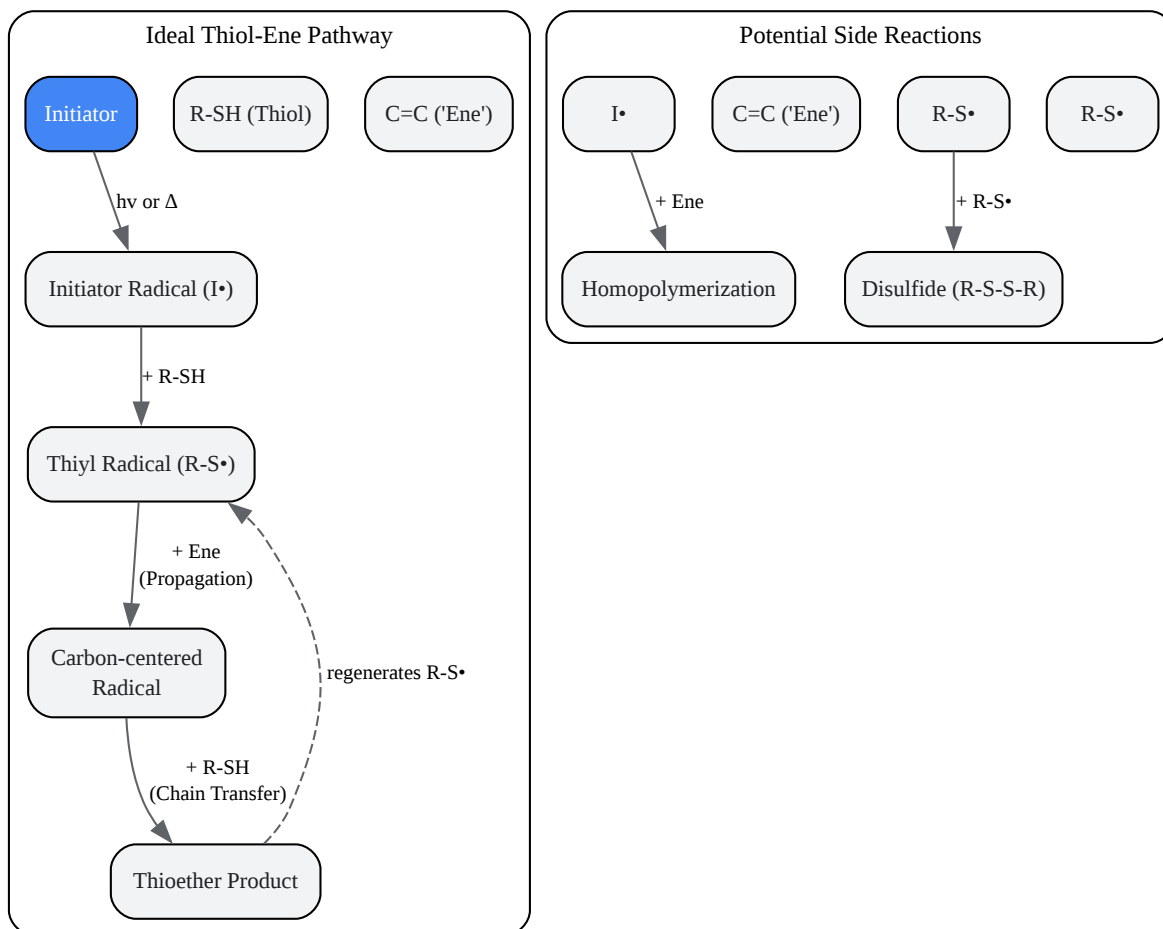 Ideal Thiol-Ene Pathway
Initiator
R-SH (Thiol)
C=C ('Ene')
hv or Δ
Initiator Radical (I•)
+ R-SH
Thiyl Radical (R-S•)
+ Ene
(Propagation)
Carbon-centered
Radical
regenerates R-S•
+ R-SH
(Chain Transfer)
Thioether Product
Potential Side Reactions
I•
C=C ('Ene')
R-S•
R-S•
+ Ene
+ R-S•
Homopolymerization
Disulfide (R-S-S-R)